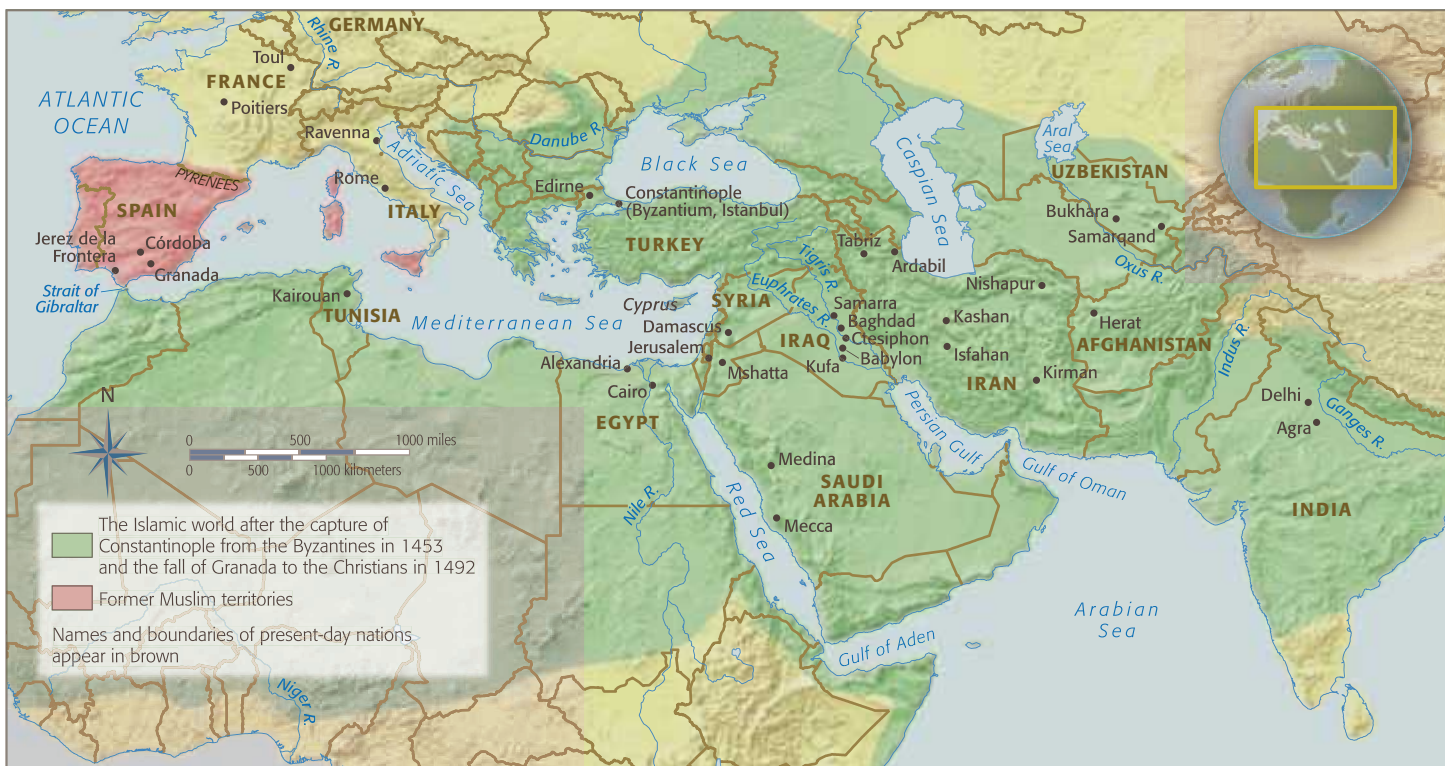 GERMANY
Rhine R.
Toul
FRANCE
Poitiers
ATLANTIC
OCEAN
Ravenna
Adriatic Sea
Danube R.
Black Sea
Caspian Sea
Aral
Sea
UZBEKISTAN
PYRENEES
Rome
ITALY
Edirne
Constantinople
(Byzantium, Istanbul)
SPAIN
Bukhara
Samarqand
Jerez de la
Frontera
Córdoba
Granada
TURKEY
Tabriz
Ardabil
Tigris R.
Oxus R.
Strait of
Gibraltar
Kairouan
TUNISIA
Mediterranean Sea
Cyprus
SYRIA
Euphrates R.
Nishapur
Samarra
Baghdad
Ctesiphon
Babylon
Kufa
IRAQ
Damascus
Jerusalem
Mshatta
Kashan
Isfahan
IRAN
Kirman
Herat
AFGHANISTAN
Indus R.
Alexandria
Cairo
EGYPT
Persian Gulf
Gulf of Oman
Delhi
Agra
Ganges R.
N
0 500 1000 miles
0 500 1000 kilometers
Medina
SAUDI
ARABIA
Mecca
Nile R.
Red Sea
INDIA
The Islamic world after the capture of
Constantinople from the Byzantines in 1453
and the fall of Granada to the Christians in 1492
Former Muslim territories
Names and boundaries of present-day nations
appear in brown
Arabian
Sea
Gulf of Aden
Niger R.